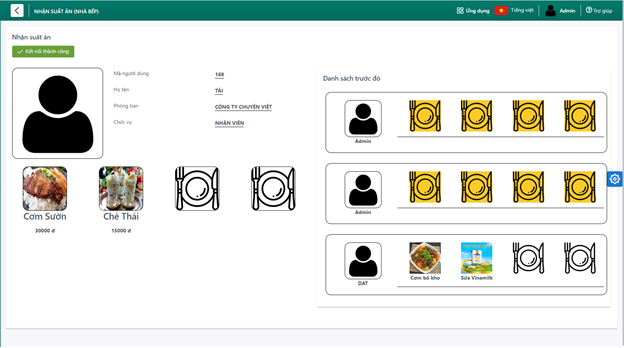 NHẬN SUẤT ĂN (NHÀ BẾP)
Ứng dụng
Tiếng việt
Admin
Trợ giúp
Nhận suất ăn
Kết nối thành công
Mã người dùng
169
Họ tên
TÀI
Phòng ban
CÔNG TY CHUYÊN VIỆT
Chức vụ
NHÂN VIÊN
Cơm Sườn
30000 đ
Chè Thái
15000 đ
Danh sách trước đó
Admin
Admin
DAT
Cơm bò kho
Sữa Vinamilk